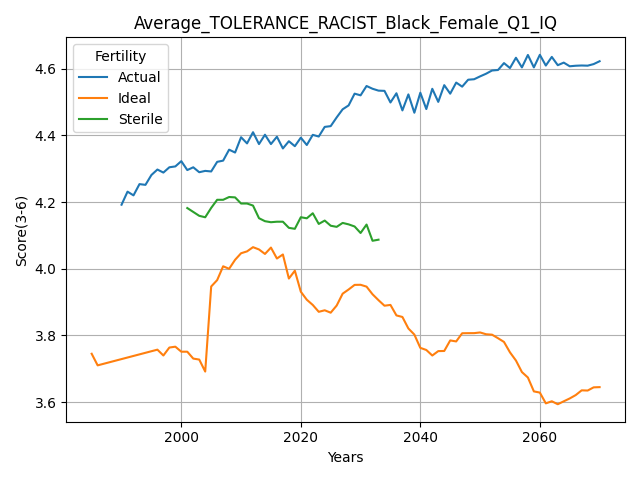 Average_TOLERANCE_RACIST_Black_Female_Q1_IQ
Fertility
Actual
Ideal
Sterile
Score(3-6)
4.6
4.4
4.2
4.0
3.8
3.6
2000
2020
2040
2060
Years